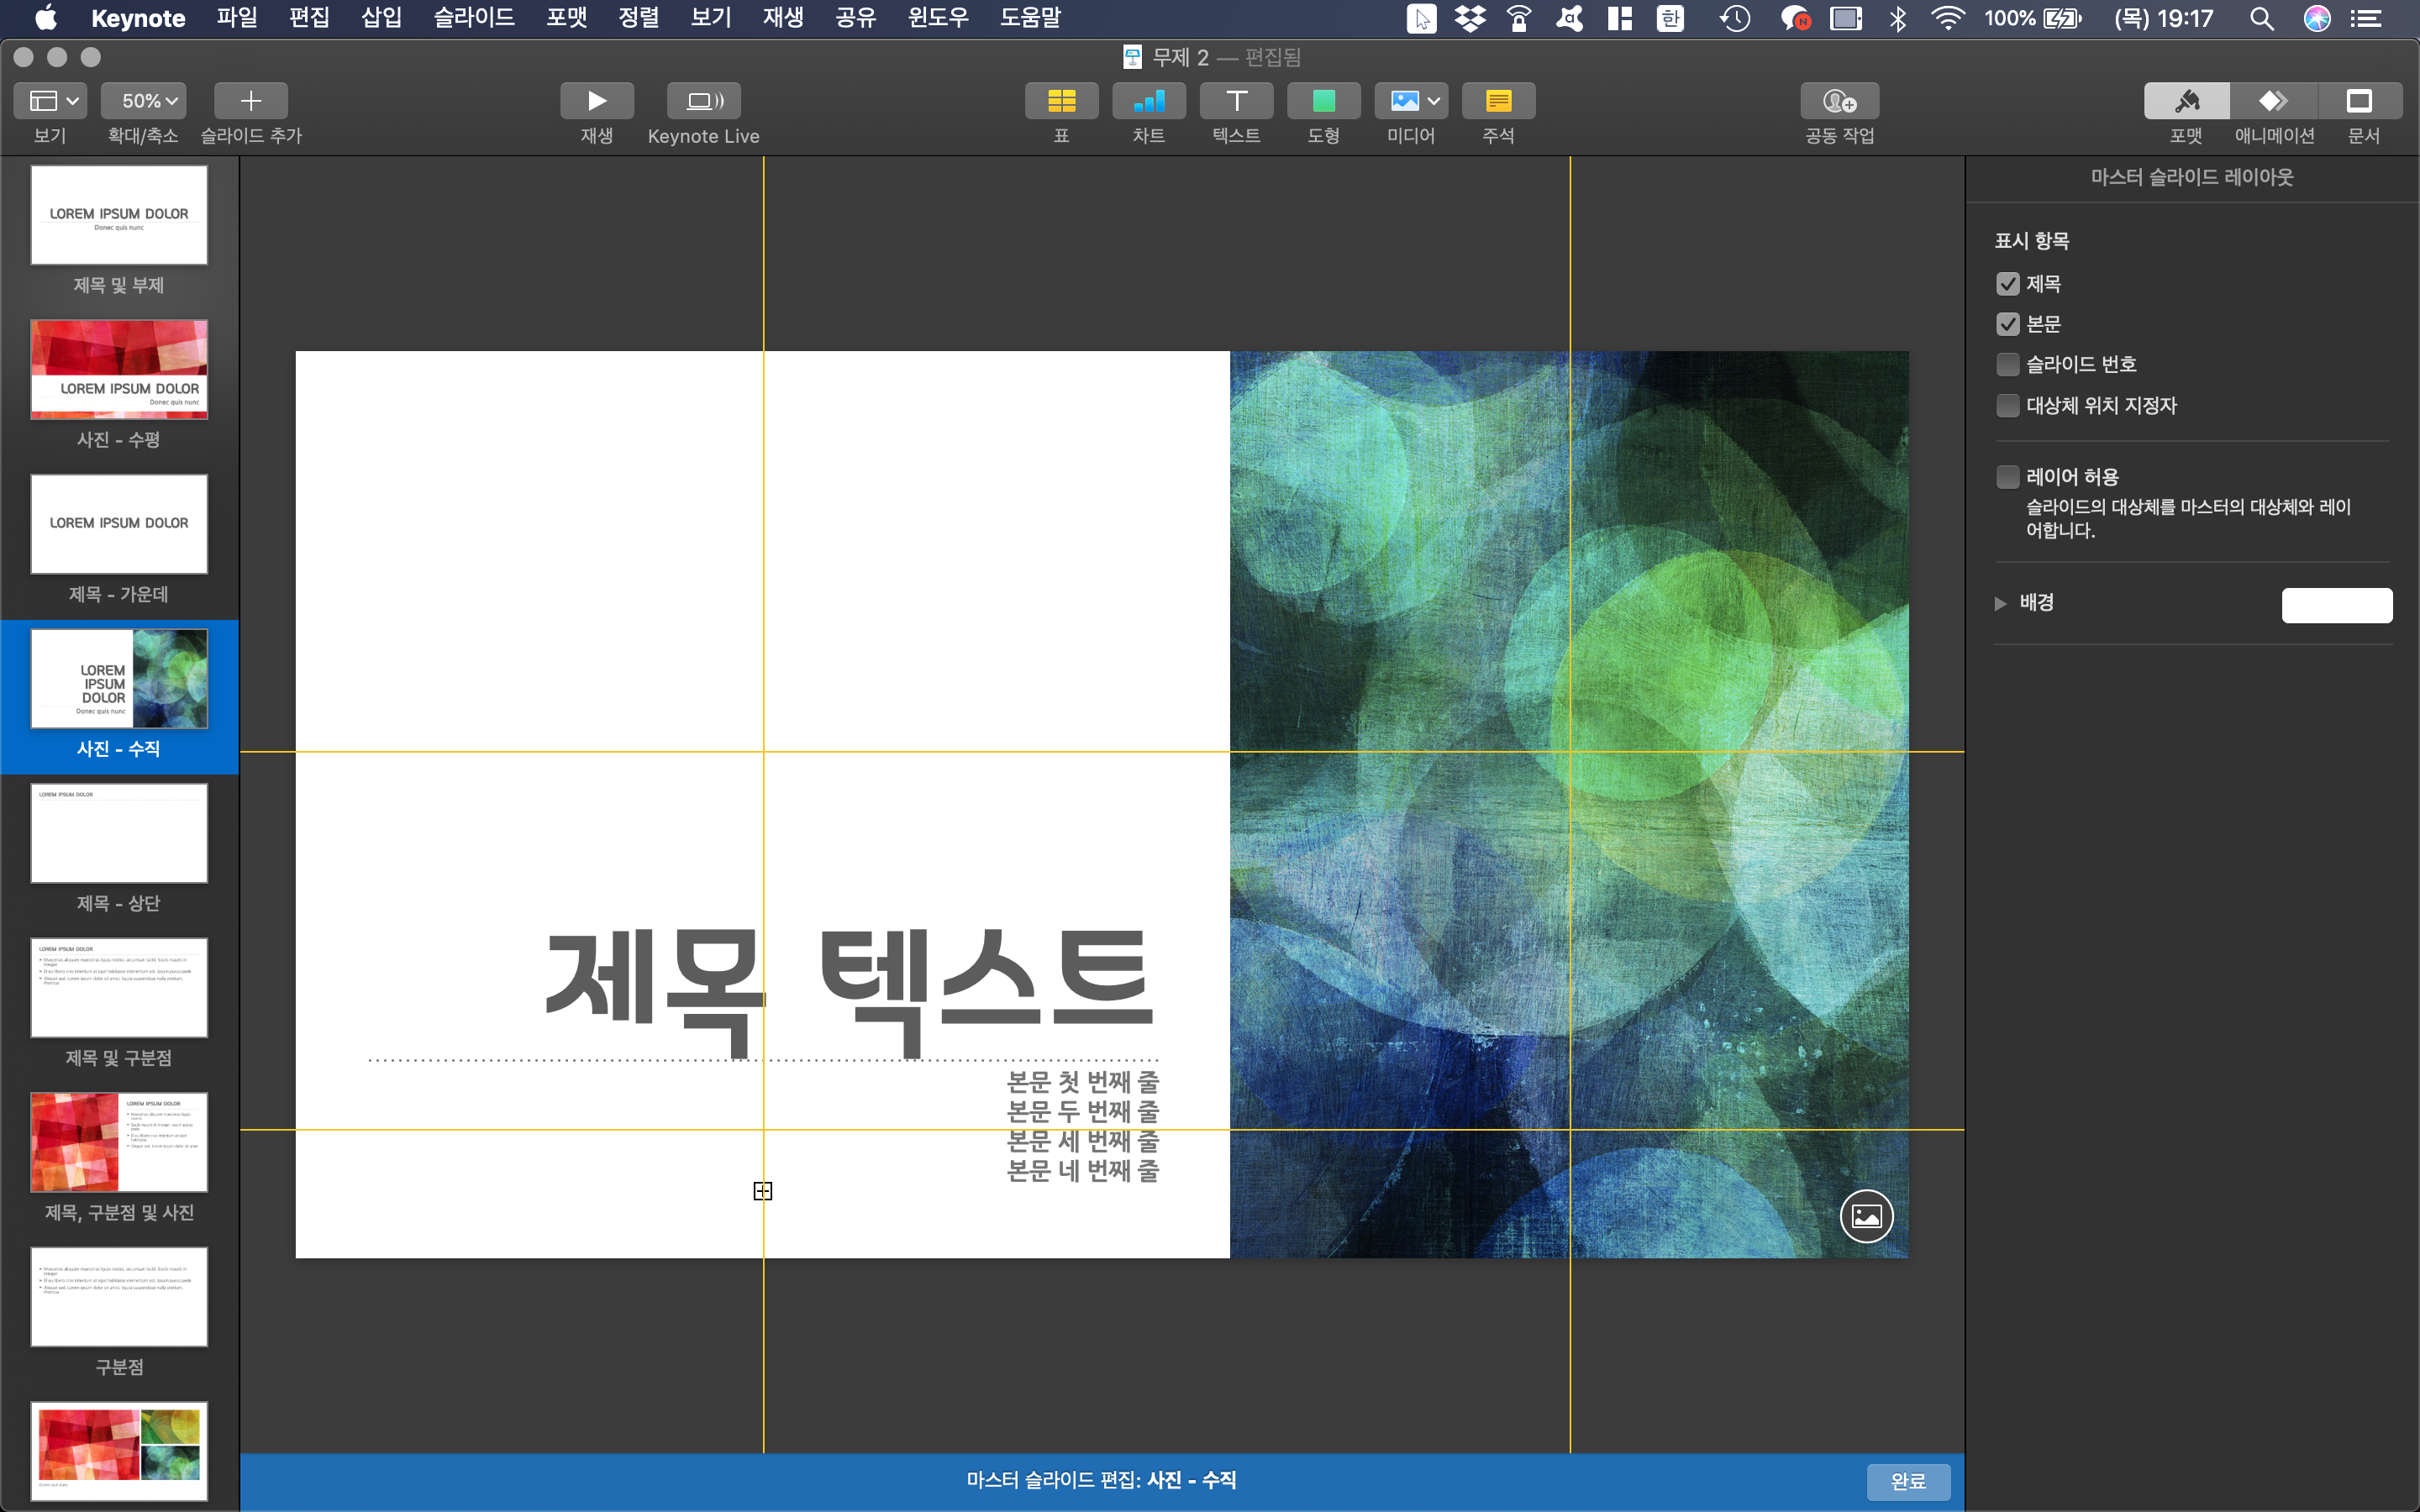 Keynote 파일 편집 삽입 슬라이드 포맷 정렬 보기 재생 공유 윈도우 도움말 한 N 100% (목) 19:17
무제 2 — 편집됨
50%
보기 확대/축소 슬라이드 추가 재생 Keynote Live 표 차트 텍스트 도형 미디어 주석 공동 작업 포맷 애니메이션 문서
LOREM IPSUM DOLOR
Donec quis nunc
제목 및 부제
LOREM IPSUM DOLOR
Donec quis nunc
사진 - 수평
LOREM IPSUM DOLOR
제목 - 가운데
LOREM
IPSUM
DOLOR
Donec quis nunc
사진 - 수직
LOREM IPSUM DOLOR
제목 - 상단
LOREM IPSUM DOLOR
제목 및 구분점
LOREM IPSUM DOLOR
제목, 구분점 및 사진
구분점
제목 텍스트
본문 첫 번째 줄
본문 두 번째 줄
본문 세 번째 줄
본문 네 번째 줄
마스터 슬라이드 편집: 사진 - 수직
완료
마스터 슬라이드 레이아웃
표시 항목
제목
본문
슬라이드 번호
대상체 위치 지정자
레이어 허용
슬라이드의 대상체를 마스터의 대상체와 레이
어합니다.
배경